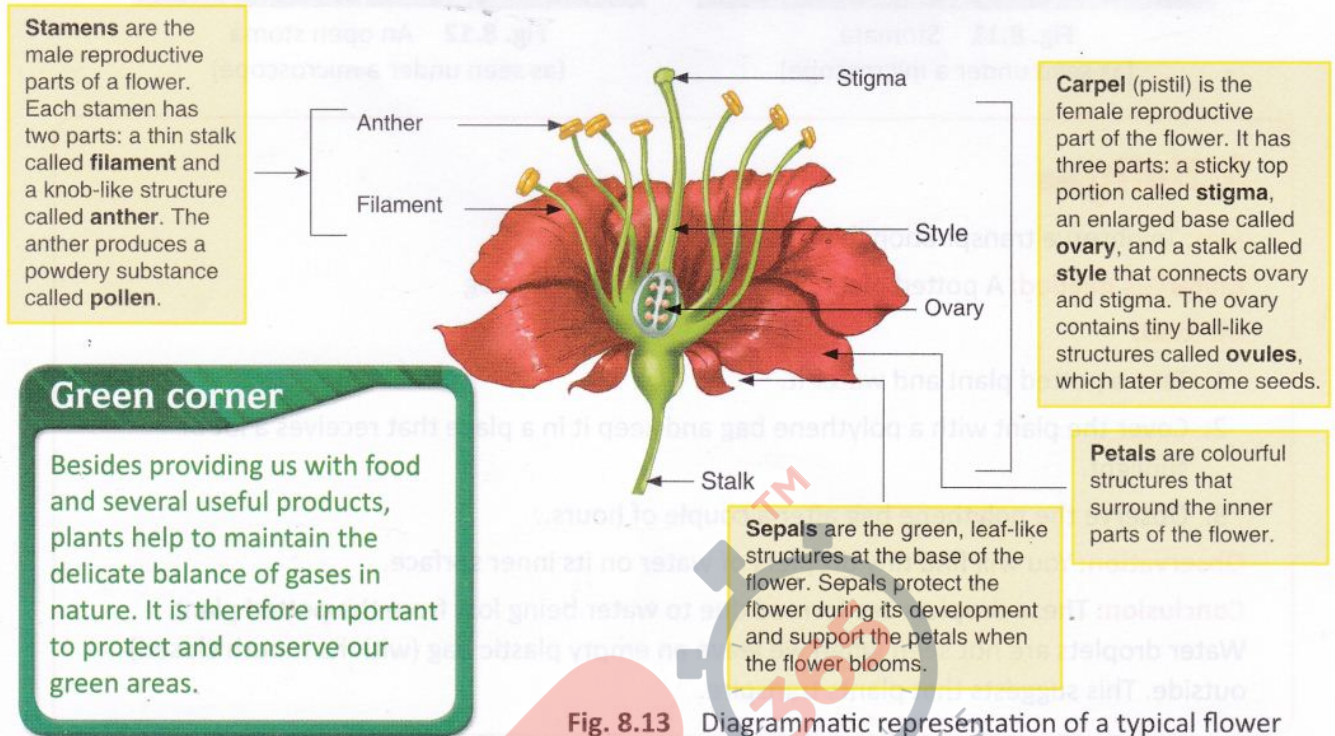 Stamens are the
male reproductive
parts of a flower.
Each stamen has
two parts: a thin stalk
called filament and
a knob-like structure
called anther. The
anther produces a
powdery substance
called pollen.
Anther
Filament
Stigma
Style
Ovary
Stalk
Carpel (pistil) is the
female reproductive
part of the flower. It has
three parts: a sticky top
portion called stigma,
an enlarged base called
ovary, and a stalk called
style that connects ovary
and stigma. The ovary
contains tiny ball-like
structures called ovules,
which later become seeds.
Petals are colourful
structures that
surround the inner
parts of the flower.
Sepals are the green, leaf-like
structures at the base of the
flower. Sepals protect the
flower during its development
and support the petals when
the flower blooms.
Green corner
Besides providing us with food
and several useful products,
plants help to maintain the
delicate balance of gases in
nature. It is therefore important
to protect and conserve our
green areas.
TM
365
Fig. 8.13 Diagrammatic representation of a typical flower